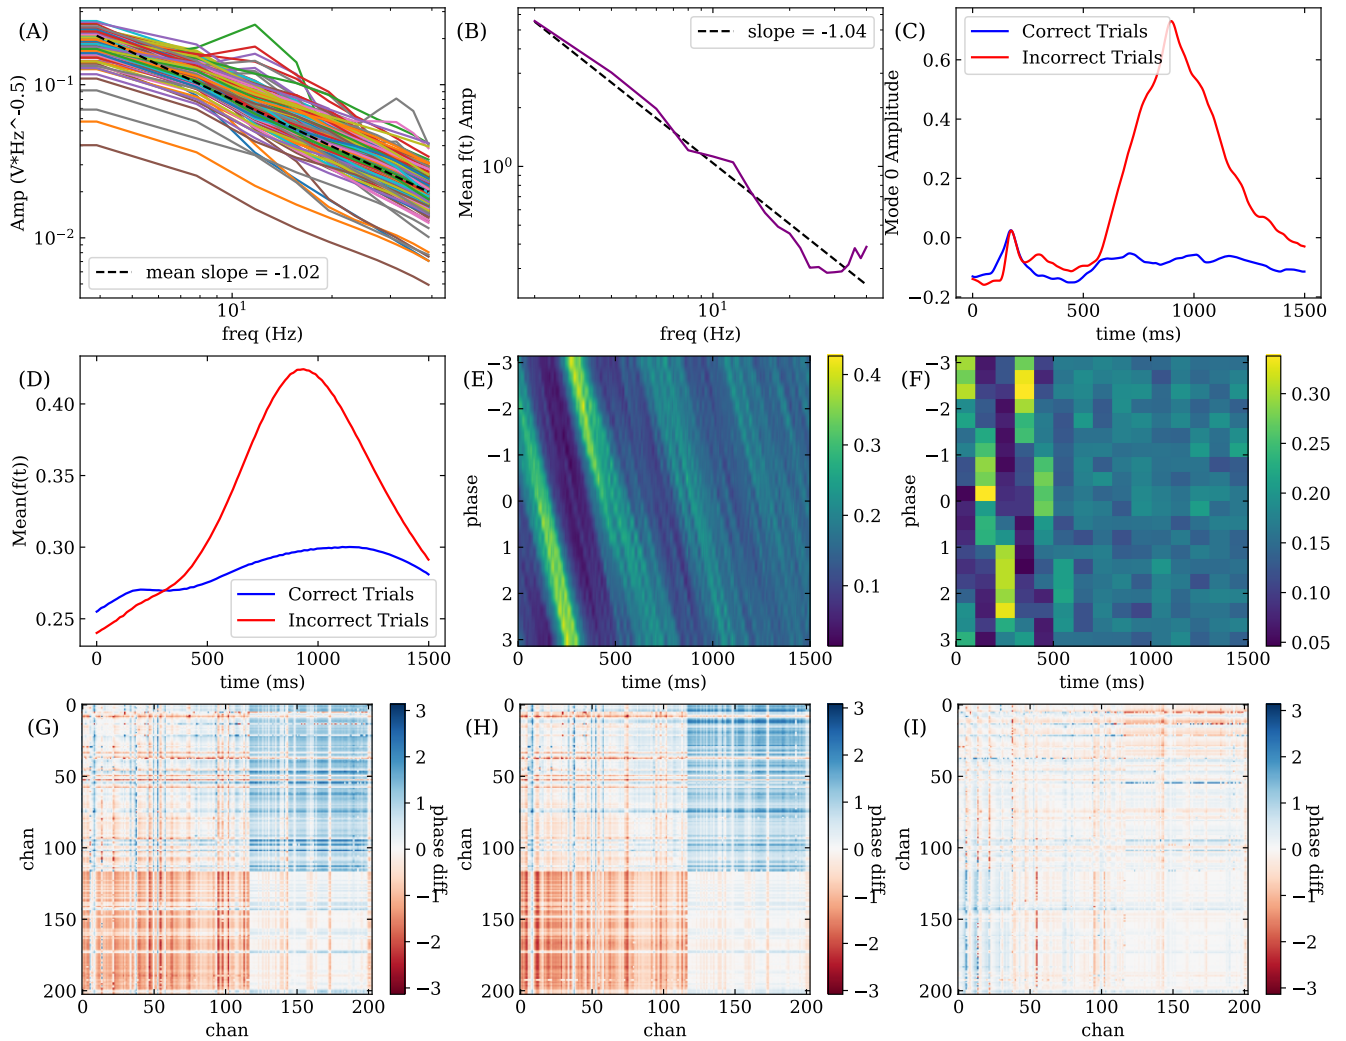 (A)
Amp (V*Hz^-0.5)
10⁻¹
10⁻²
mean slope = -1.02
10¹
freq (Hz)
(B)
Mean f(t) Amp
10⁰
slope = -1.04
10¹
freq (Hz)
(C)
Mode 0 Amplitude
Correct Trials
Incorrect Trials
0.6
0.4
0.2
0.0
−0.2
0
500
1000
1500
time (ms)
(D)
Mean(f(t))
0.40
0.35
0.30
0.25
Correct Trials
Incorrect Trials
0
500
1000
1500
time (ms)
(E)
phase
−3
−2
−1
0
1
2
3
0
500
1000
1500
time (ms)
0.4
0.3
0.2
0.1
(F)
phase
−3
−2
−1
0
1
2
3
0
500
1000
1500
time (ms)
0.30
0.25
0.20
0.15
0.10
0.05
(G)
chan
0
50
100
150
200
0
50
100
150
200
chan
3
2
1
0
−1
−2
−3
phase diff.
(H)
chan
0
50
100
150
200
0
50
100
150
200
chan
3
2
1
0
−1
−2
−3
phase diff.
(I)
chan
0
50
100
150
200
0
50
100
150
200
chan
3
2
1
0
−1
−2
−3
phase diff.